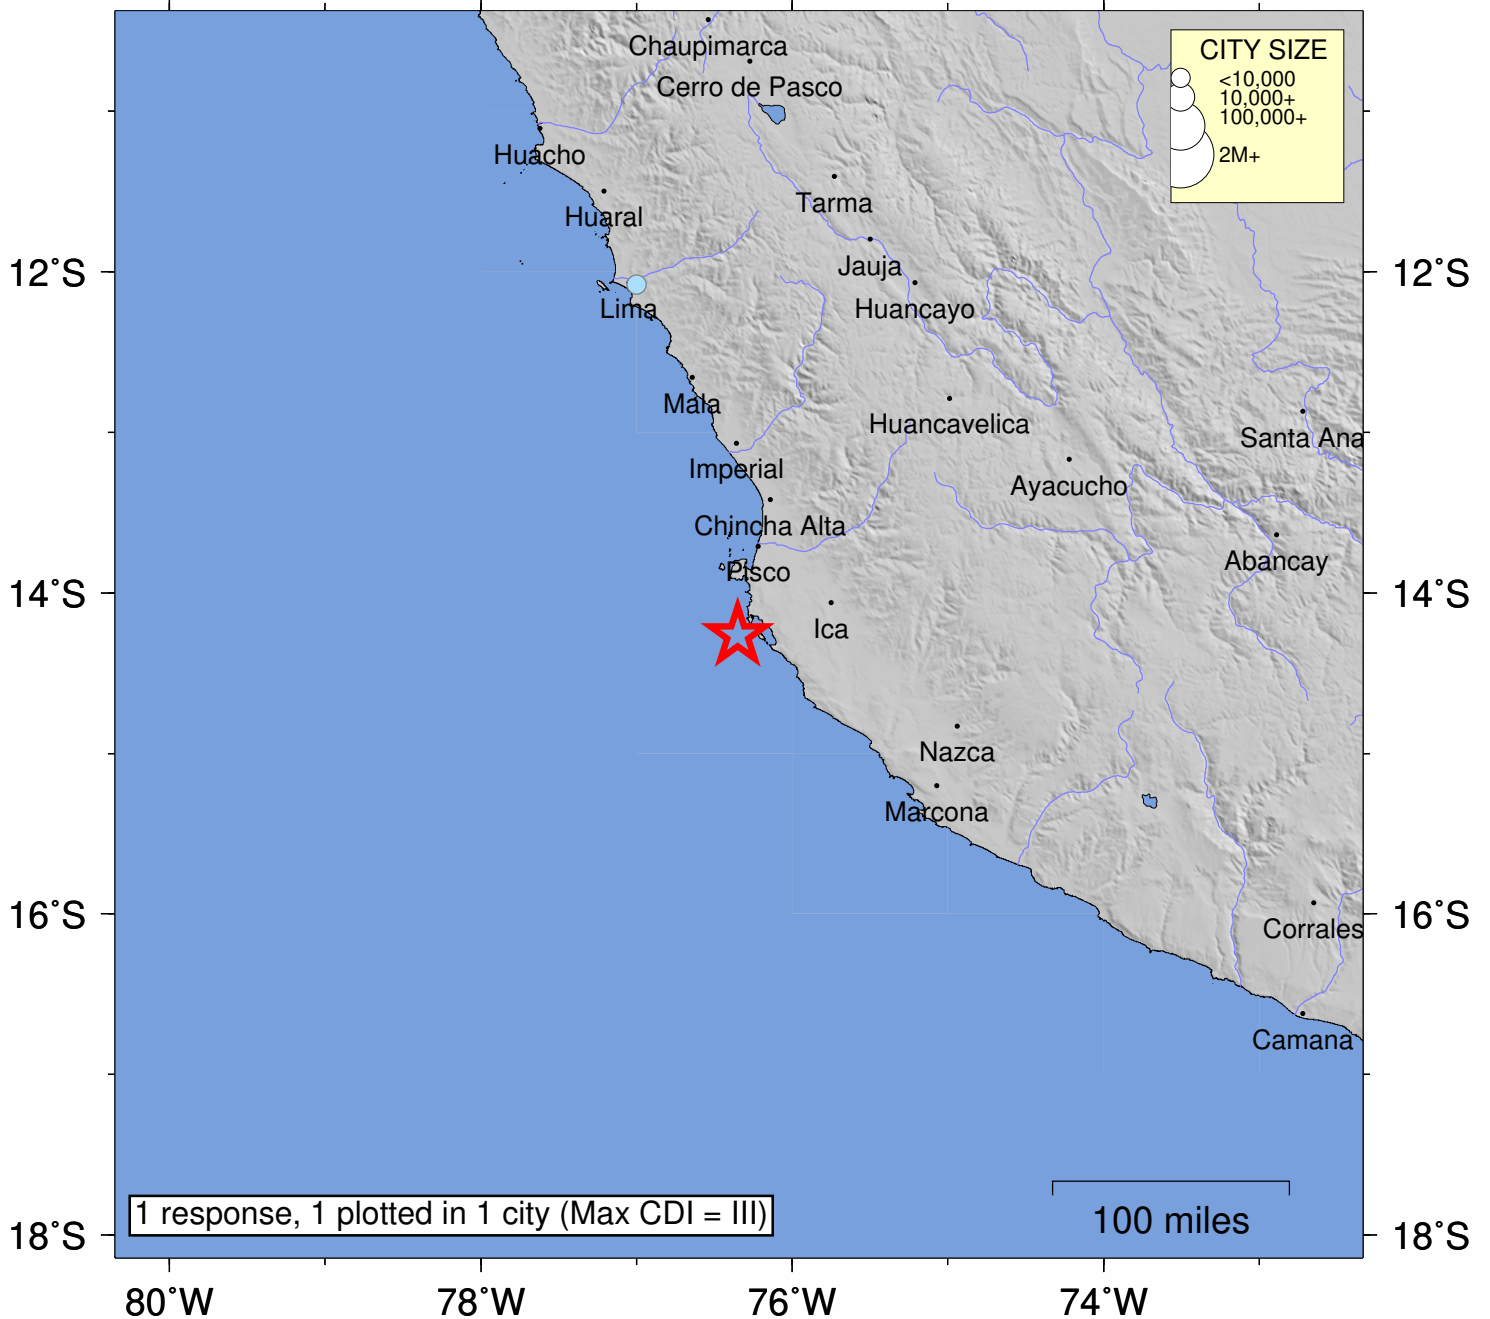 Chaupimarca
Cerro de Pasco
CITY SIZE
<10,000
10,000+
100,000+
2M+
Huacho
Tarma
Huaral
Jauja
12°S
12°S
Lima
Huancayo
Mala
Huancavelica
Santa Ana
Imperial
Ayacucho
Chincha Alta
Abancay
Pisco
14°S
14°S
Ica
Nazca
Marcona
16°S
16°S
Corrales
Camana
1 response, 1 plotted in 1 city (Max CDI = III)
100 miles
18°S
18°S
80°W
78°W
76°W
74°W